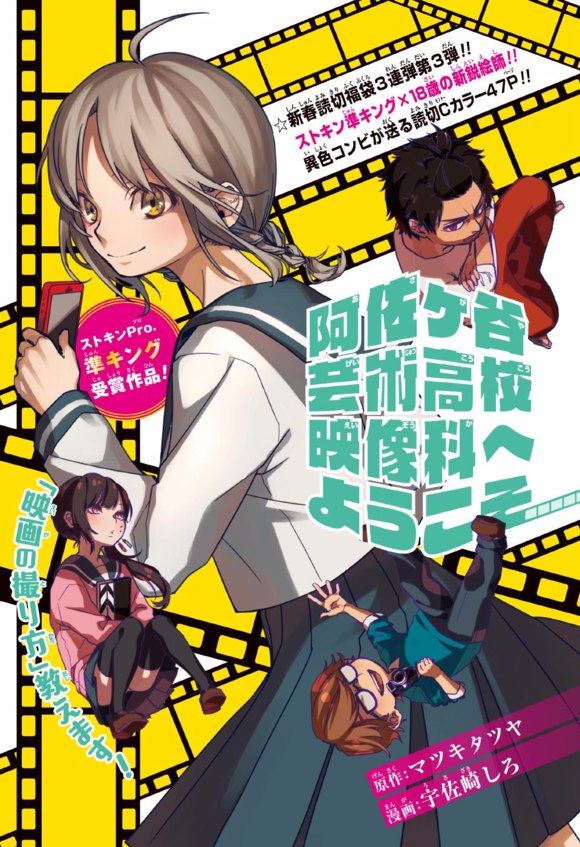 ☆新春読切福袋3連弾第3弾!!
ストキン準キング×18歳の新鋭絵師!!
異色コンビが送る読切Cカラー47P!!
ストキンPro.
準キング
受賞作品!
阿佐ヶ谷
芸術高校
映像科へ
ようこそ
「映画の撮り方」教えます!
原作:マツキタツヤ
漫画:宇佐崎しろ